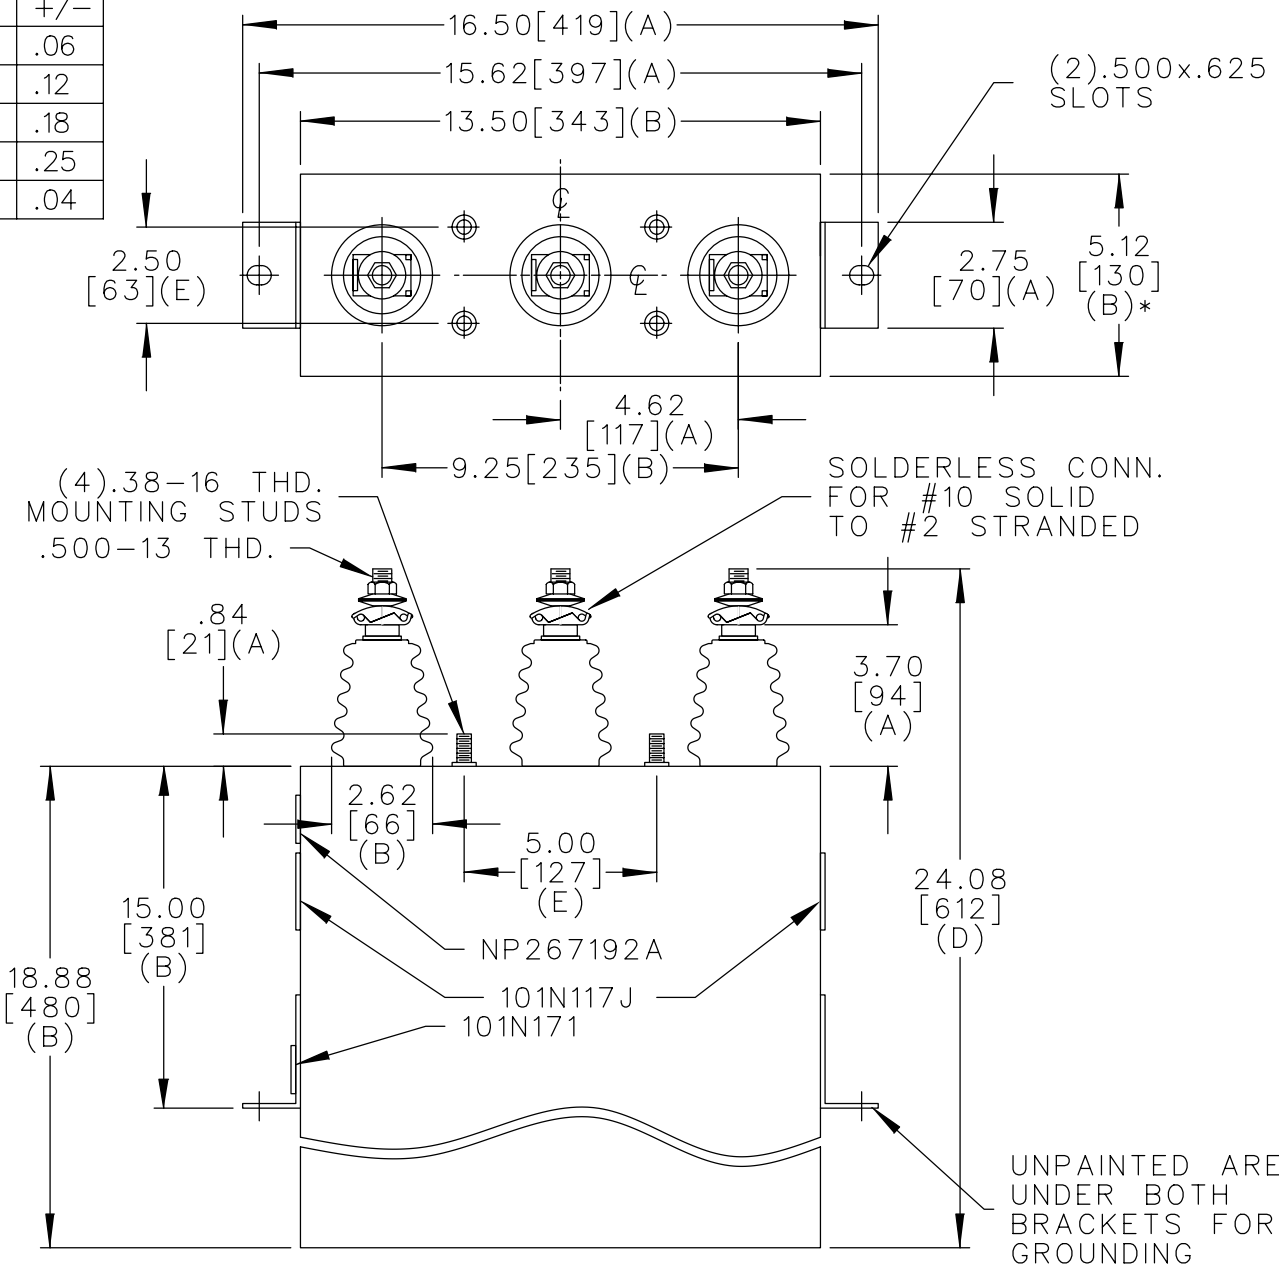 +/-
.06
.12
.18
.25
.04
16.50[419](A)
15.62[397](A)
13.50[343](B)
(2).500x.625
SLOTS
2.50
[63](E)
℄
℄
2.75
[70](A)
5.12
[130]
(B)*
4.62
[117](A)
9.25[235](B)
(4).38-16 THD.
MOUNTING STUDS
.500-13 THD.
SOLDERLESS CONN.
FOR #10 SOLID
TO #2 STRANDED
.84
[21](A)
3.70
[94]
(A)
2.62
[66]
(B)
5.00
[127]
(E)
24.08
[612]
(D)
15.00
[381]
(B)
18.88
[480]
(B)
NP267192A
101N117J
101N171
UNPAINTED ARE
UNDER BOTH
BRACKETS FOR
GROUNDING